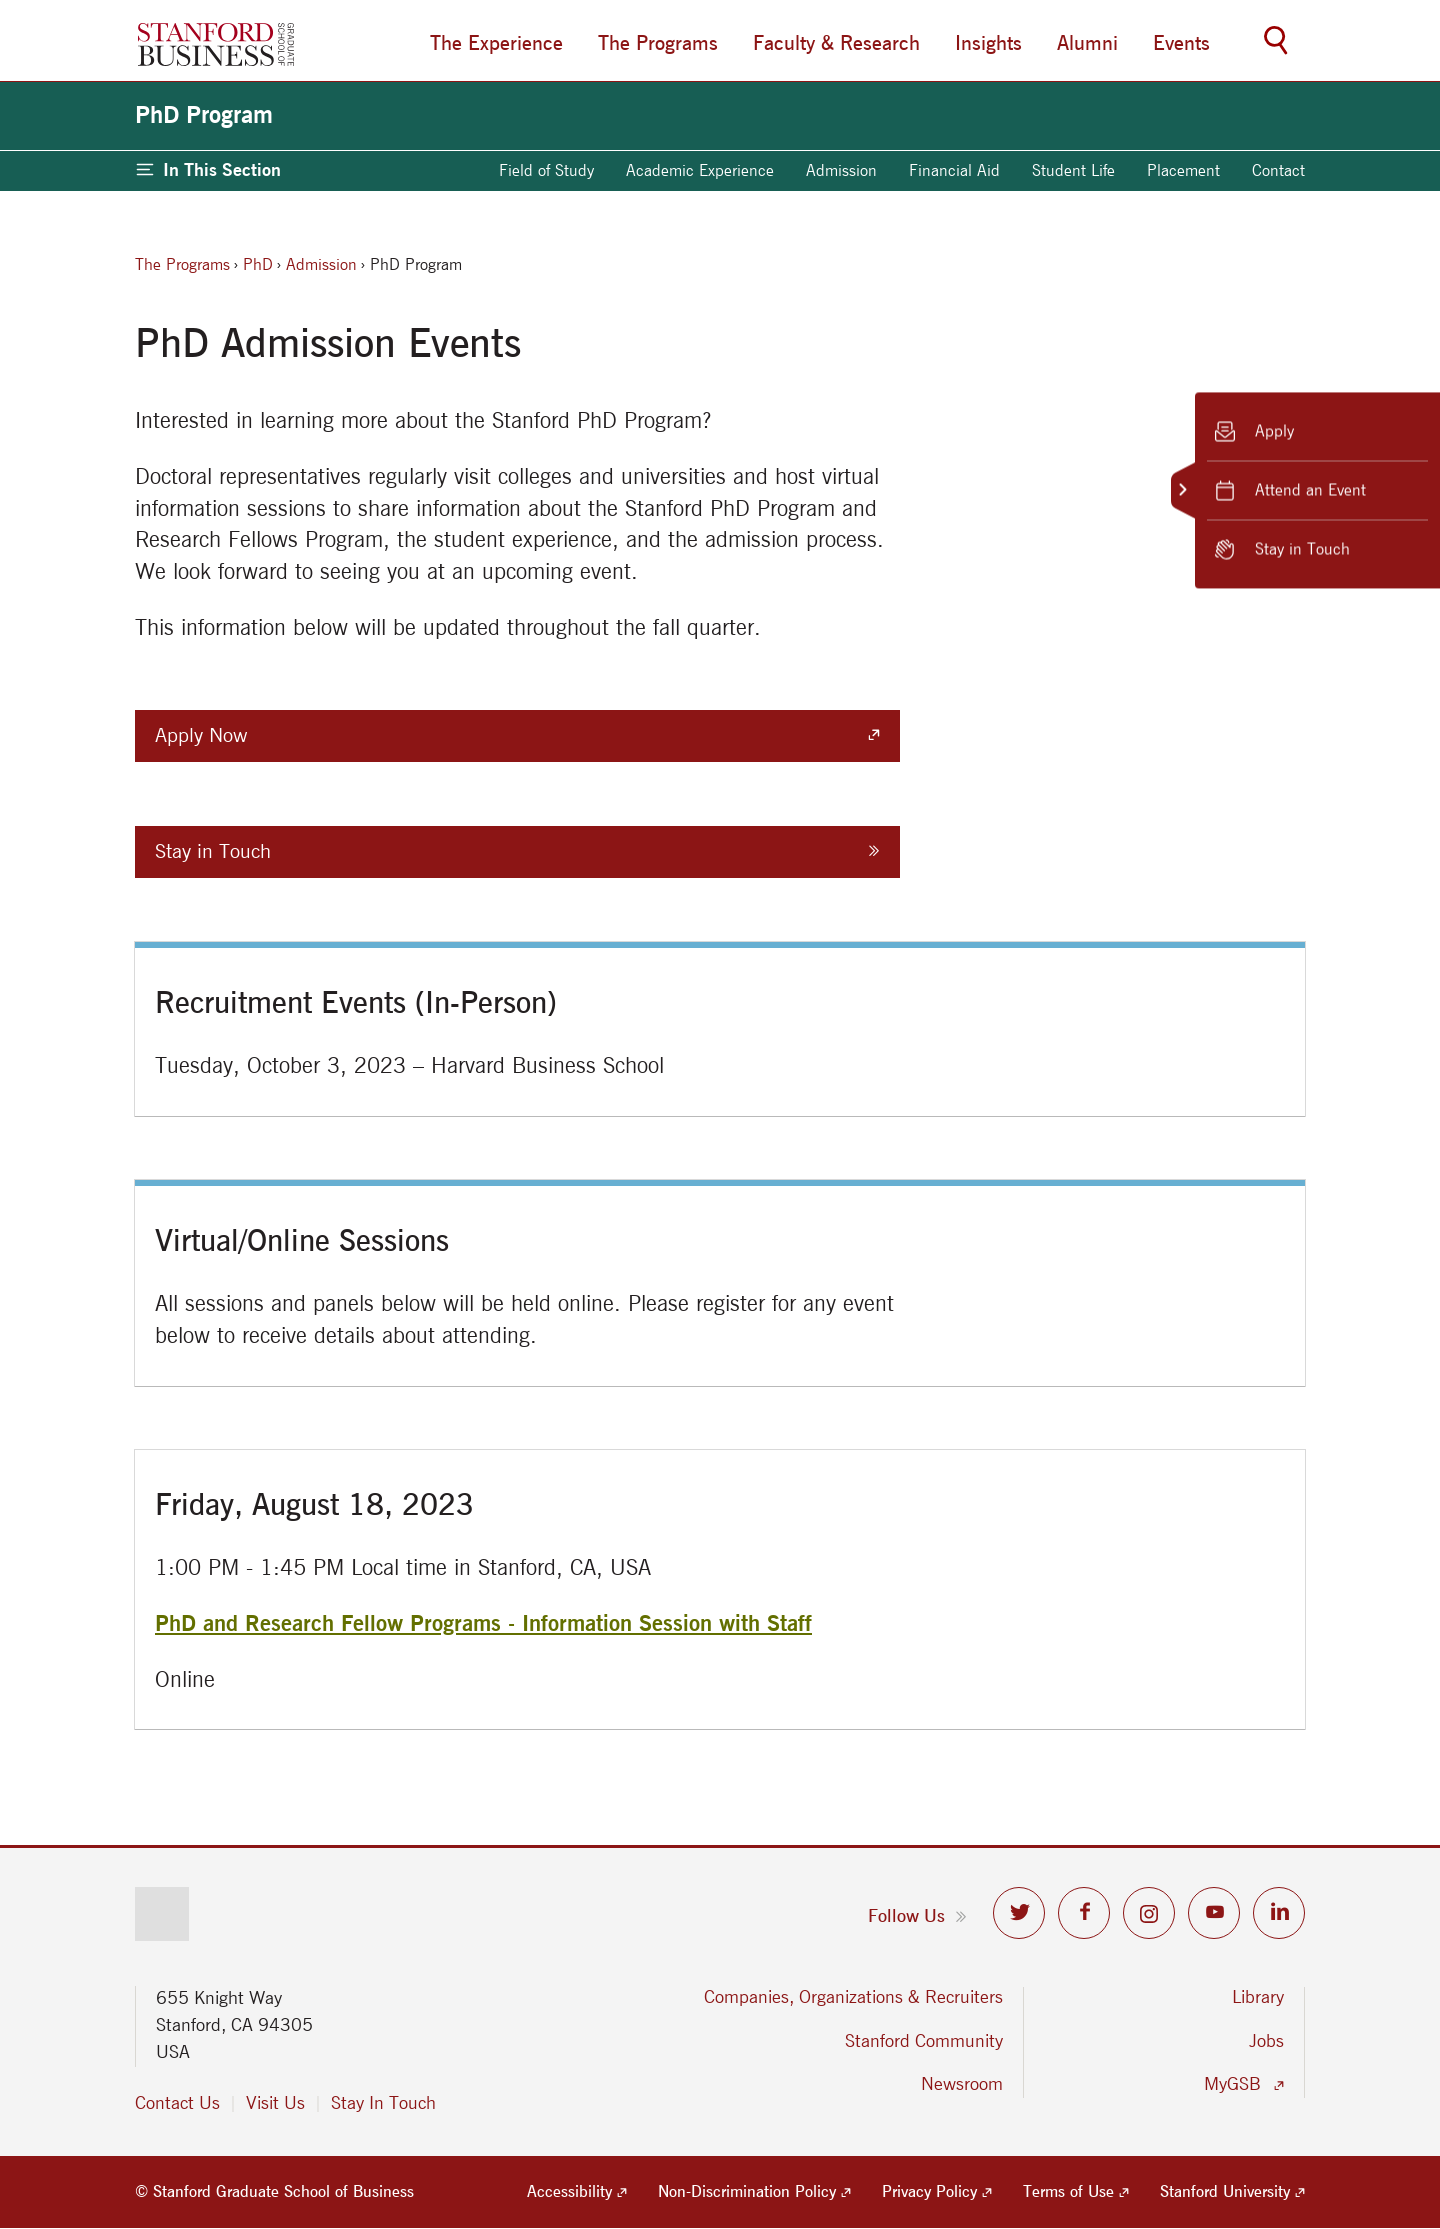 STANFORD
BUSINESS
GRADUATE
SCHOOL OF
The Experience
The Programs
Faculty & Research
Insights
Alumni
Events
PhD Program
In This Section
Field of Study
Academic Experience
Admission
Financial Aid
Student Life
Placement
Contact
The Programs › PhD › Admission › PhD Program
PhD Admission Events
Interested in learning more about the Stanford PhD Program?
Doctoral representatives regularly visit colleges and universities and host virtual
information sessions to share information about the Stanford PhD Program and
Research Fellows Program, the student experience, and the admission process.
We look forward to seeing you at an upcoming event.
This information below will be updated throughout the fall quarter.
Apply
Attend an Event
Stay in Touch
Apply Now
Stay in Touch
Recruitment Events (In-Person)
Tuesday, October 3, 2023 – Harvard Business School
Virtual/Online Sessions
All sessions and panels below will be held online. Please register for any event
below to receive details about attending.
Friday, August 18, 2023
1:00 PM - 1:45 PM Local time in Stanford, CA, USA
PhD and Research Fellow Programs - Information Session with Staff
Online
Follow Us
655 Knight Way
Stanford, CA 94305
USA
Contact Us | Visit Us | Stay In Touch
Companies, Organizations & Recruiters
Stanford Community
Newsroom
Library
Jobs
MyGSB
© Stanford Graduate School of Business
Accessibility
Non-Discrimination Policy
Privacy Policy
Terms of Use
Stanford University